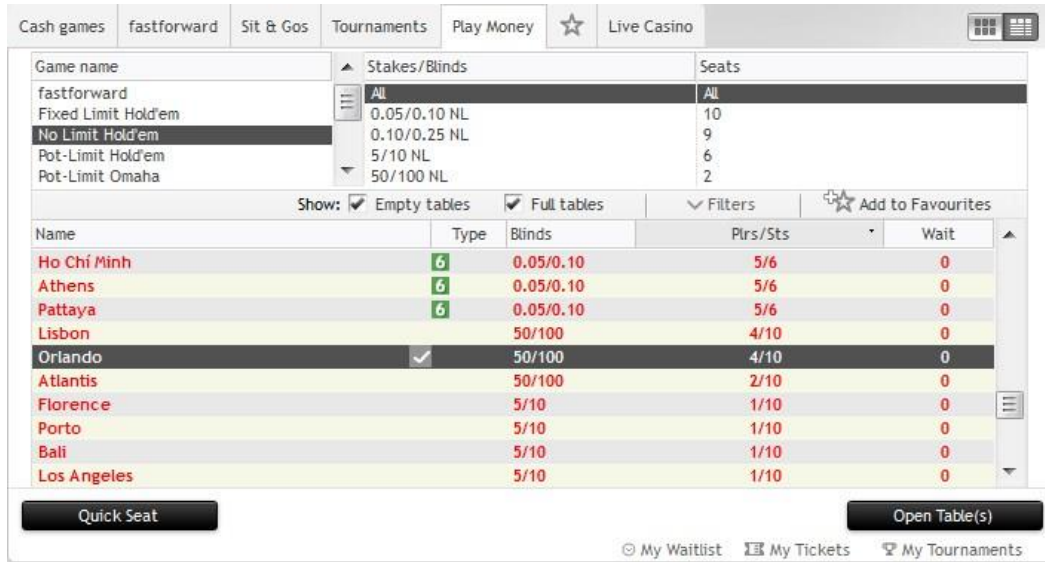 Cash games fastforward Sit & Gos Tournaments Play Money Live Casino
Game name Stakes/Blinds Seats
fastforward All All
Fixed Limit Hold'em 0.05/0.10 NL 10
No Limit Hold'em 0.10/0.25 NL 9
Pot-Limit Hold'em 5/10 NL 6
Pot-Limit Omaha 50/100 NL 2
Show: Empty tables Full tables Filters Add to Favourites
Name Type Blinds Plrs/Sts Wait
Ho Chí Minh 6 0.05/0.10 5/6 0
Athens 6 0.05/0.10 5/6 0
Pattaya 6 0.05/0.10 5/6 0
Lisbon 50/100 4/10 0
Orlando 50/100 4/10 0
Atlantis 50/100 2/10 0
Florence 5/10 1/10 0
Porto 5/10 1/10 0
Bali 5/10 1/10 0
Los Angeles 5/10 1/10 0
Quick Seat Open Table(s)
My Waitlist My Tickets My Tournaments